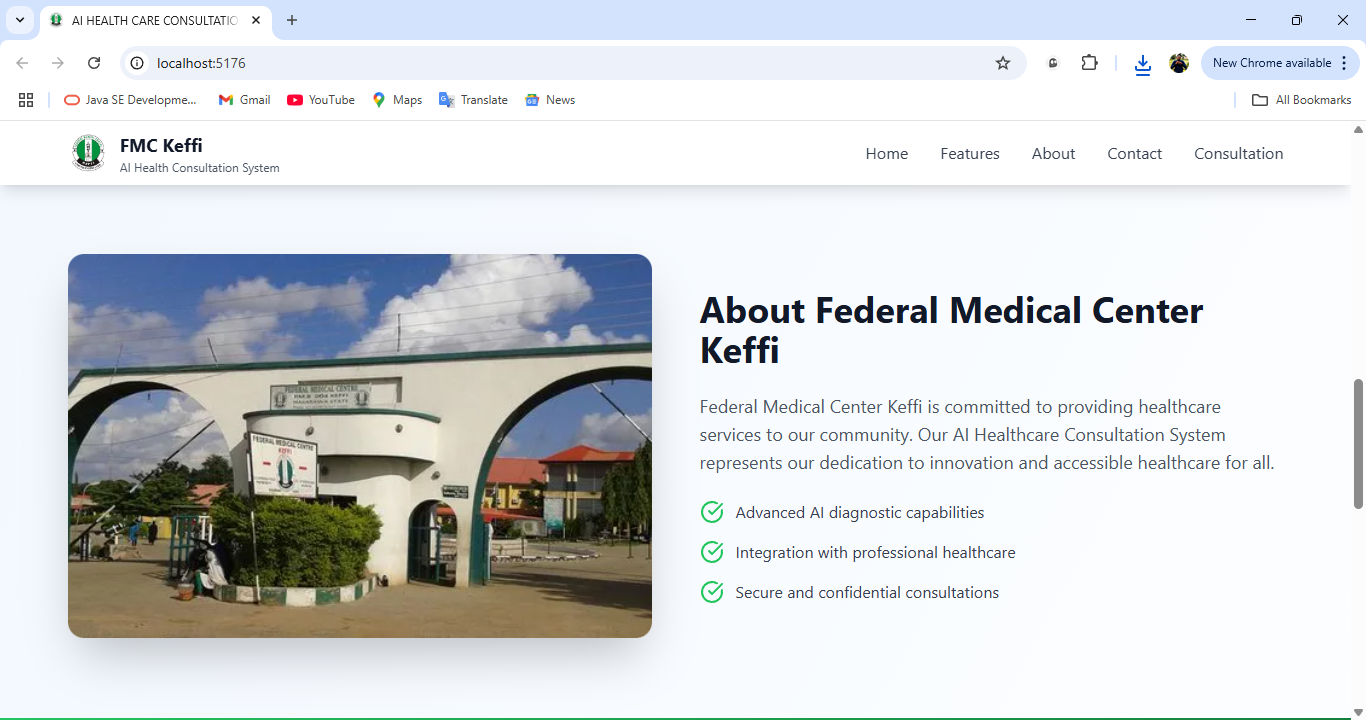 AI HEALTH CARE CONSULTATIO
localhost:5176
New Chrome available
Java SE Developme...
Gmail
YouTube
Maps
Translate
News
All Bookmarks
FMC Keffi
AI Health Consultation System
Home
Features
About
Contact
Consultation
FEDERAL MEDICAL CENTRE
NASARAWA STATE
FEDERAL MEDICAL CENTRE
KEFFI
About Federal Medical Center
Keffi
Federal Medical Center Keffi is committed to providing healthcare
services to our community. Our AI Healthcare Consultation System
represents our dedication to innovation and accessible healthcare for all.
Advanced AI diagnostic capabilities
Integration with professional healthcare
Secure and confidential consultations